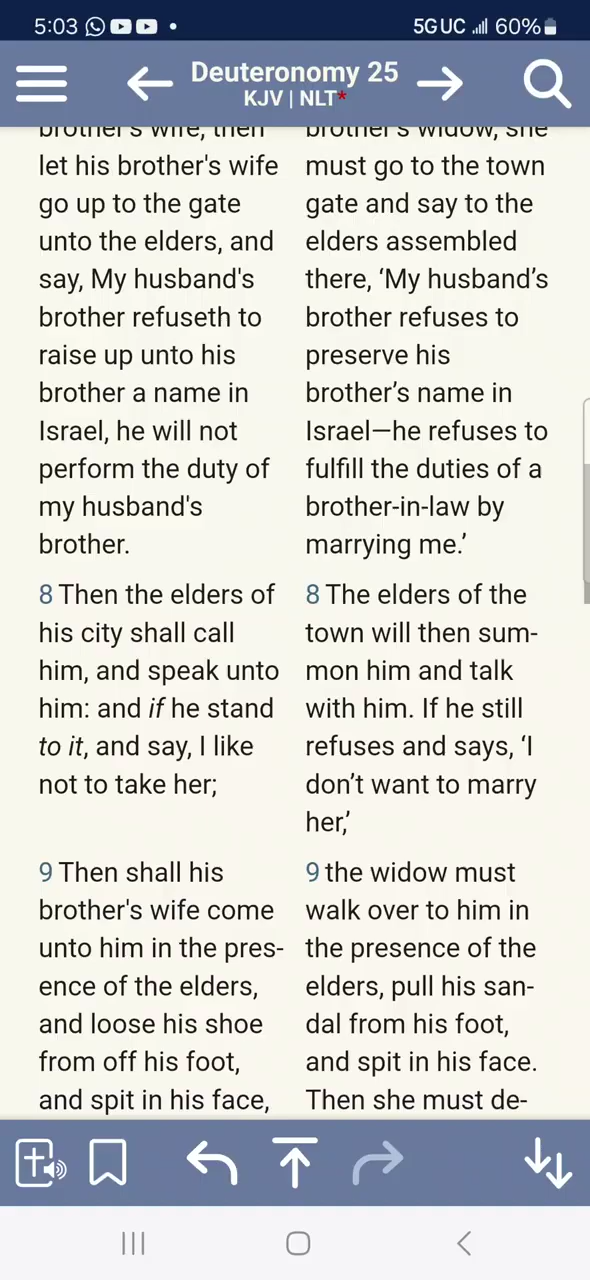 5:03 5G UC 60%
Deuteronomy 25
KJV | NLT*
brother's wife, then
let his brother's wife
go up to the gate
unto the elders, and
say, My husband's
brother refuseth to
raise up unto his
brother a name in
Israel, he will not
perform the duty of
my husband's
brother.
8 Then the elders of
his city shall call
him, and speak unto
him: and if he stand
to it, and say, I like
not to take her;
9 Then shall his
brother's wife come
unto him in the pres-
ence of the elders,
and loose his shoe
from off his foot,
and spit in his face,
brother's widow, she
must go to the town
gate and say to the
elders assembled
there, ‘My husband’s
brother refuses to
preserve his
brother’s name in
Israel—he refuses to
fulfill the duties of a
brother-in-law by
marrying me.’
8 The elders of the
town will then sum-
mon him and talk
with him. If he still
refuses and says, ‘I
don’t want to marry
her,’
9 the widow must
walk over to him in
the presence of the
elders, pull his san-
dal from his foot,
and spit in his face.
Then she must de-